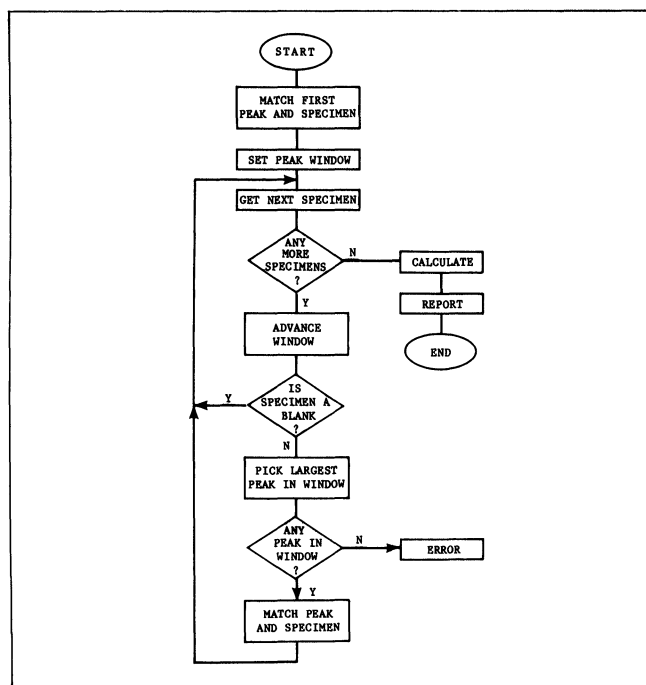 START
MATCH FIRST
PEAK AND SPECIMEN
SET PEAK WINDOW
GET NEXT SPECIMEN
ANY
MORE
SPECIMENS
?
N
CALCULATE
REPORT
END
Y
ADVANCE
WINDOW
IS
SPECIMEN A
BLANK
?
Y
N
PICK LARGEST
PEAK IN WINDOW
ANY
PEAK IN
WINDOW
?
N
ERROR
Y
MATCH PEAK
AND SPECIMEN